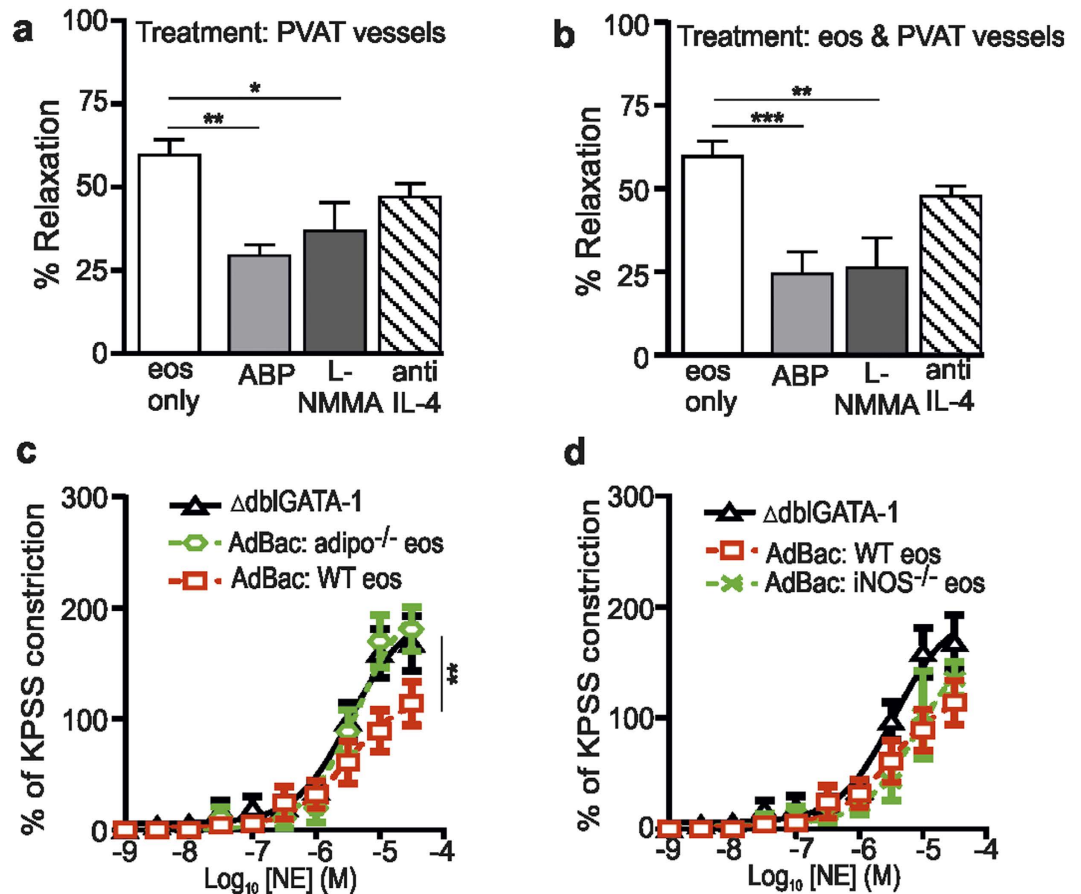 a
Treatment: PVAT vessels
% Relaxation
100
75
50
25
0
*
**
eos only
ABP
L-NMMA
anti IL-4
b
Treatment: eos & PVAT vessels
% Relaxation
100
75
50
25
0
**
***
eos only
ABP
L-NMMA
anti IL-4
c
ΔdblGATA-1
AdBac: adipo-/- eos
AdBac: WT eos
% of KPSS constriction
300
200
100
0
**
-9
-8
-7
-6
-5
-4
Log10 [NE] (M)
d
ΔdblGATA-1
AdBac: WT eos
AdBac: iNOS-/- eos
% of KPSS constriction
300
200
100
0
-9
-8
-7
-6
-5
-4
Log10 [NE] (M)